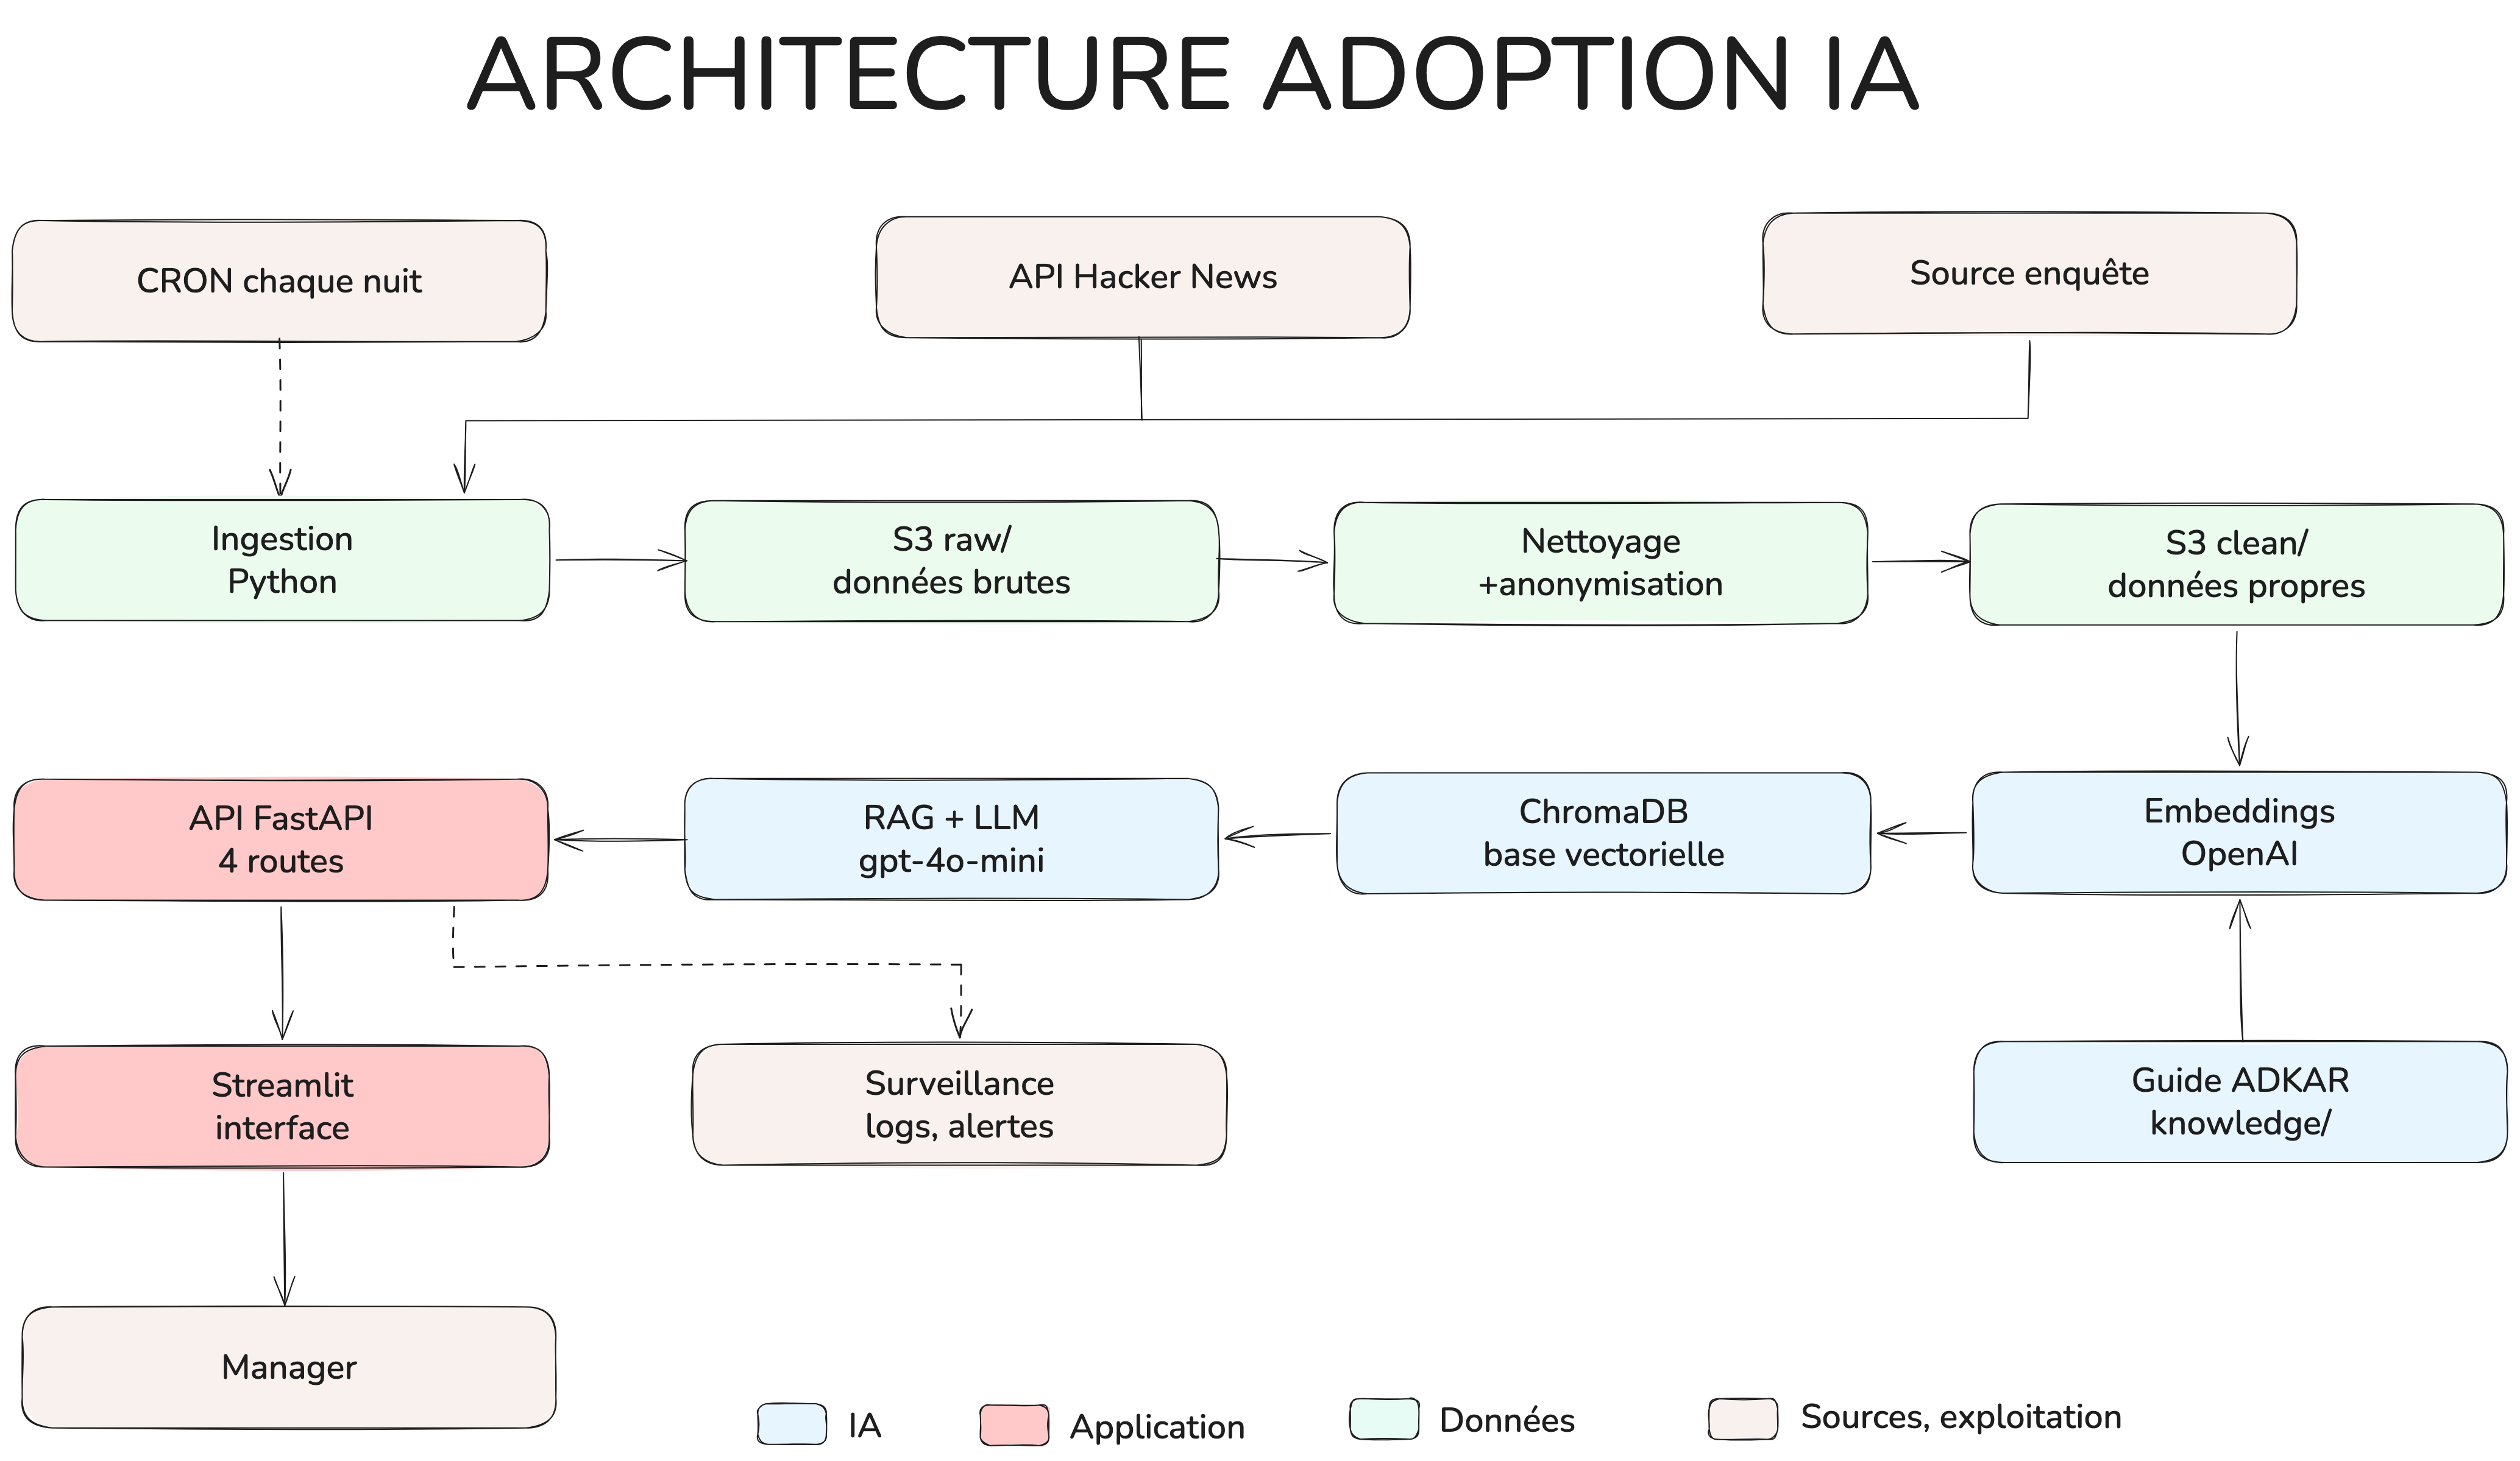 ARCHITECTURE ADOPTION IA
CRON chaque nuit
API Hacker News
Source enquête
Ingestion
Python
S3 raw/
données brutes
Nettoyage
+anonymisation
S3 clean/
données propres
API FastAPI
4 routes
RAG + LLM
gpt-4o-mini
ChromaDB
base vectorielle
Embeddings
OpenAI
Streamlit
interface
Surveillance
logs, alertes
Guide ADKAR
knowledge/
Manager
IA
Application
Données
Sources, exploitation